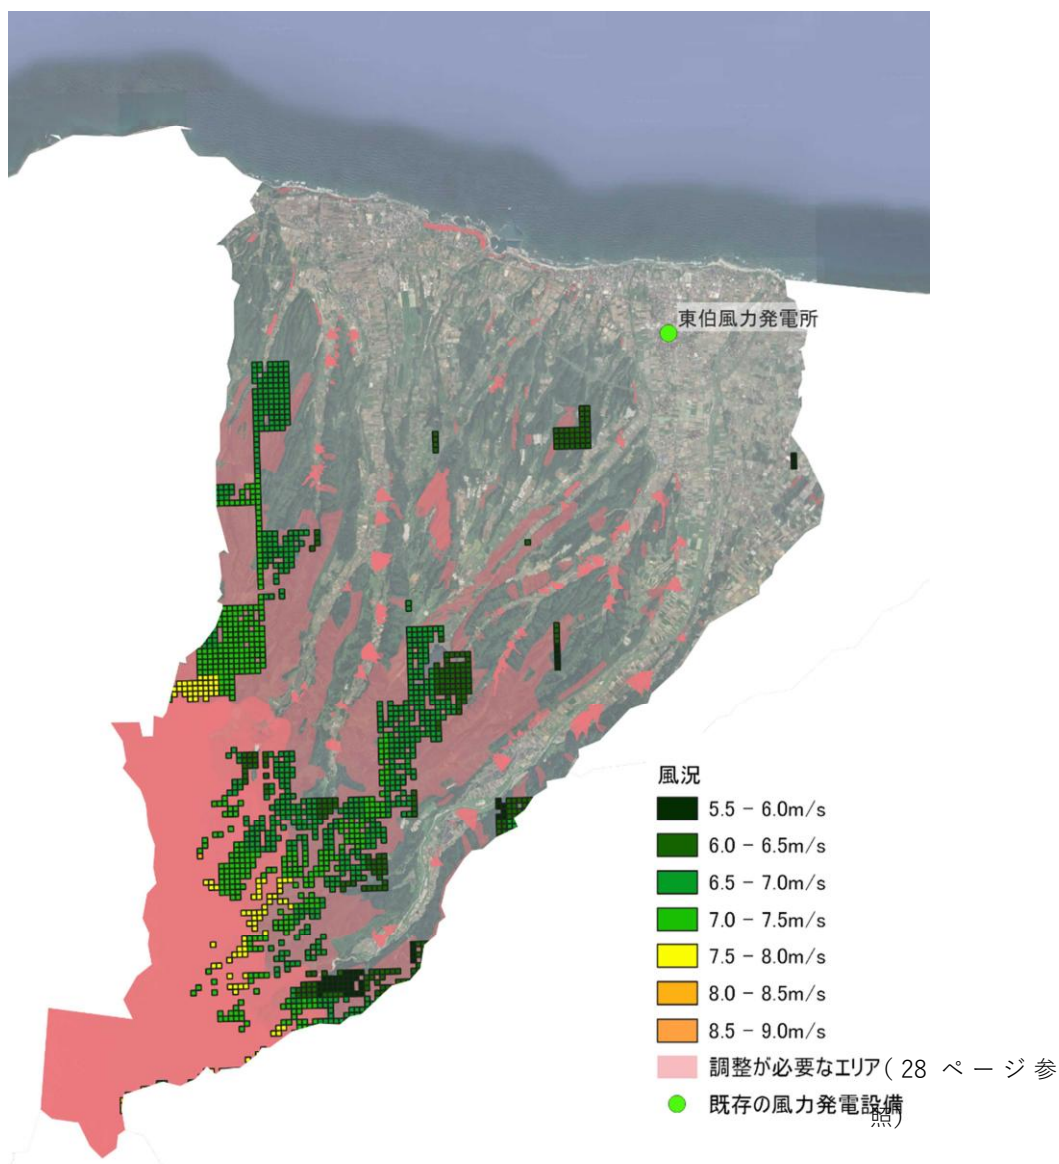 東伯風力発電所
風況
5.5 - 6.0m/s
6.0 - 6.5m/s
6.5 - 7.0m/s
7.0 - 7.5m/s
7.5 - 8.0m/s
8.0 - 8.5m/s
8.5 - 9.0m/s
調整が必要なエリア（28 ページ参
照）
既存の風力発電設備